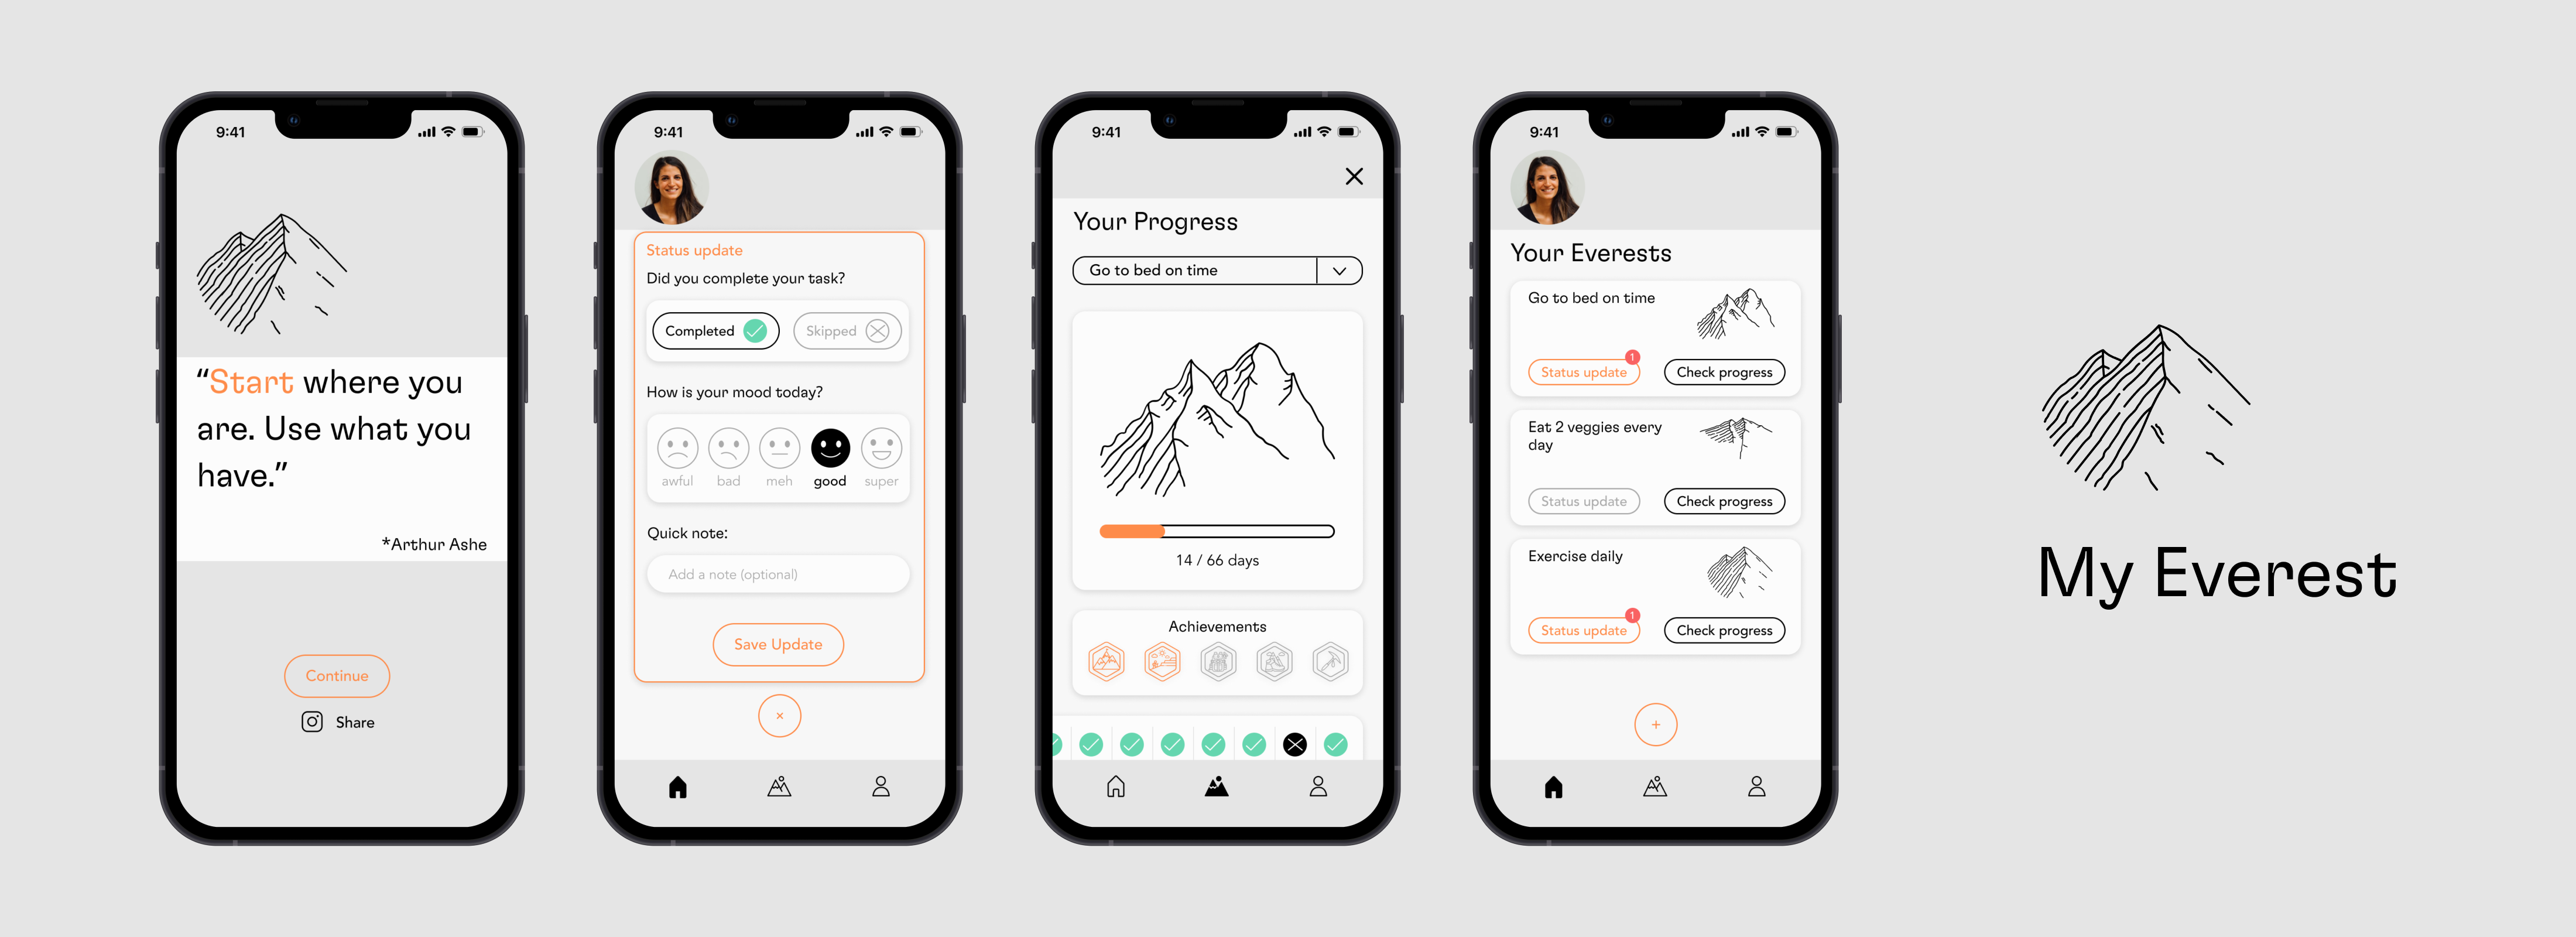 9:41
“Start where you
are. Use what you
have.”
*Arthur Ashe
Continue
Share
9:41
Status update
Did you complete your task?
Completed
Skipped
How is your mood today?
awful bad meh good super
Quick note:
Add a note (optional)
Save Update
9:41
Your Progress
Go to bed on time
14 / 66 days
Achievements
9:41
Your Everests
Go to bed on time
1
Status update
Check progress
Eat 2 veggies every
day
Status update
Check progress
Exercise daily
1
Status update
Check progress
My Everest